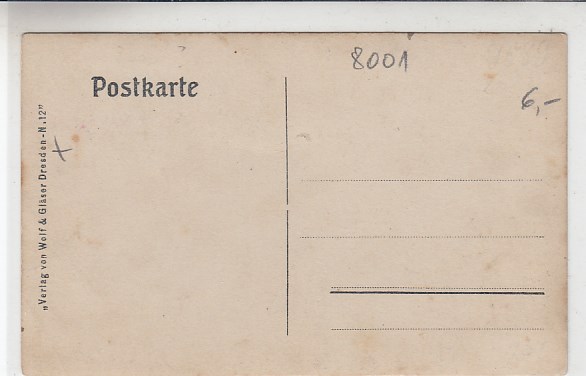 8001
Postkarte
6,-
„Verlag von Wolf & Gläser Dresden-N.12”